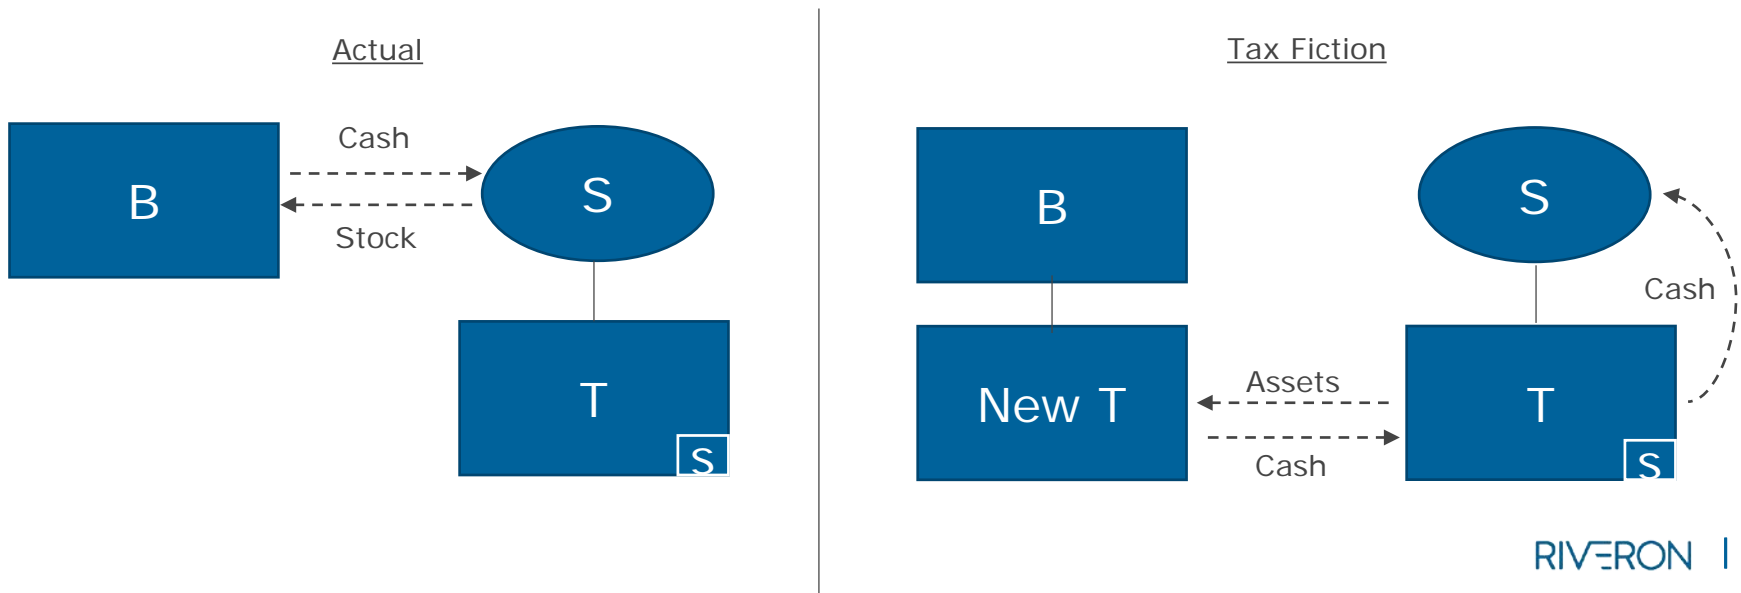 Actual
Cash
B
S
Stock
T
S
Tax Fiction
B
S
Cash
Assets
New T
T
Cash
S
RIVERON